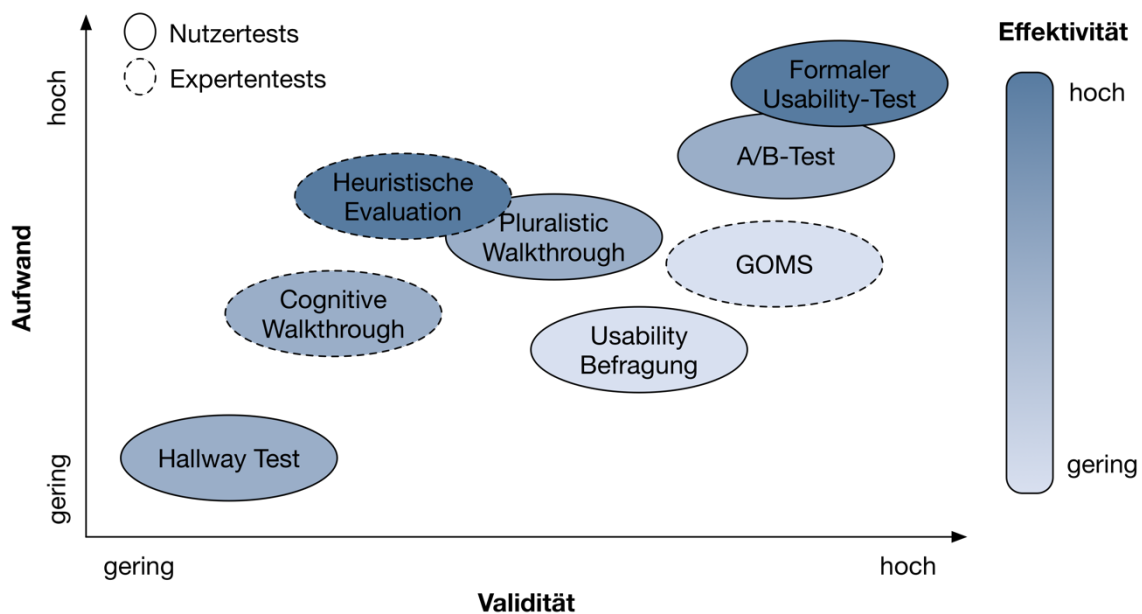 Nutzertests
Expertentests
Effektivität
hoch
gering
Aufwand
hoch
gering
Formaler
Usability-Test
A/B-Test
Heuristische
Evaluation
Pluralistic
Walkthrough
GOMS
Cognitive
Walkthrough
Usability
Befragung
Hallway Test
gering
hoch
Validität